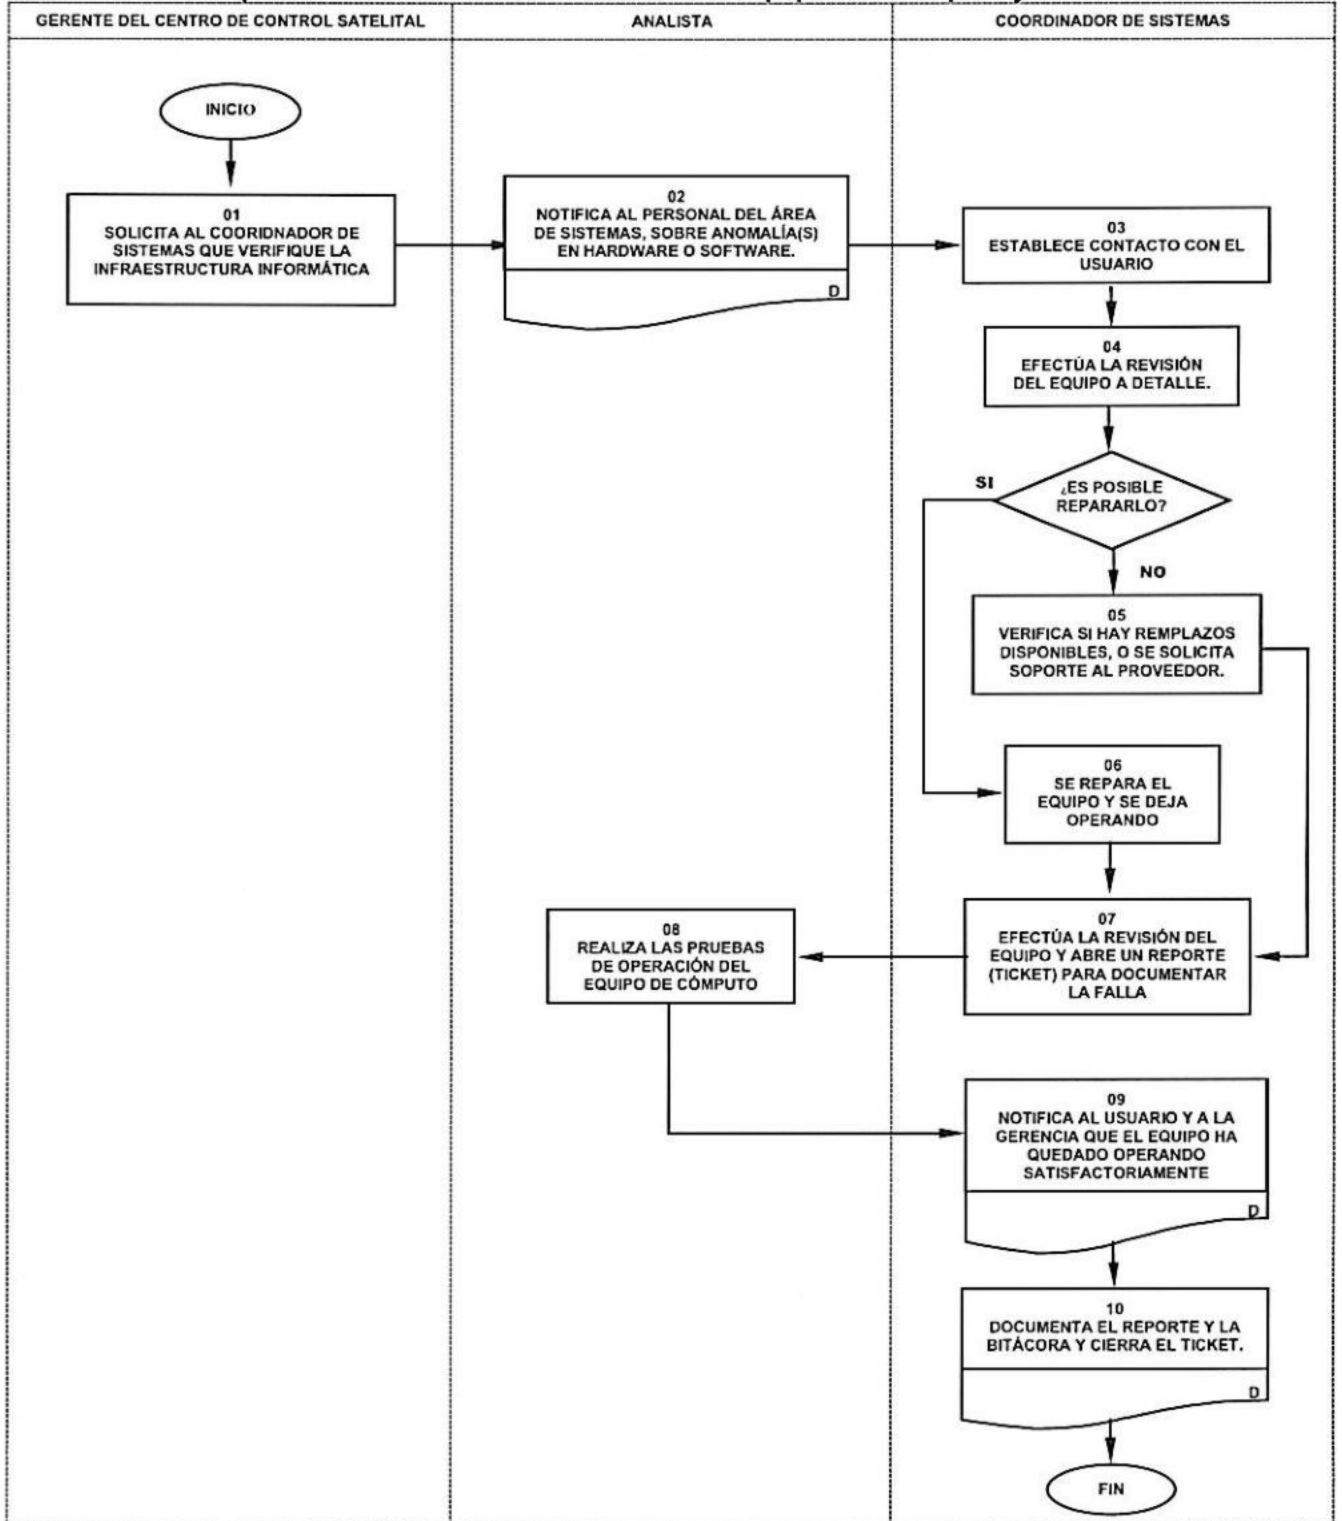 GERENTE DEL CENTRO DE CONTROL SATELITAL
ANALISTA
COORDINADOR DE SISTEMAS
INICIO
01
SOLICITA AL COORIDNADOR DE
SISTEMAS QUE VERIFIQUE LA
INFRAESTRUCTURA INFORMÁTICA
02
NOTIFICA AL PERSONAL DEL ÁREA
DE SISTEMAS, SOBRE ANOMALÍA(S)
EN HARDWARE O SOFTWARE.
D
03
ESTABLECE CONTACTO CON EL
USUARIO
04
EFECTÚA LA REVISIÓN
DEL EQUIPO A DETALLE.
¿ES POSIBLE
REPARARLO?
SI
NO
05
VERIFICA SI HAY REMPLAZOS
DISPONIBLES, O SE SOLICITA
SOPORTE AL PROVEEDOR.
06
SE REPARA EL
EQUIPO Y SE DEJA
OPERANDO
07
EFECTÚA LA REVISIÓN DEL
EQUIPO Y ABRE UN REPORTE
(TICKET) PARA DOCUMENTAR
LA FALLA
08
REALIZA LAS PRUEBAS
DE OPERACIÓN DEL
EQUIPO DE CÓMPUTO
09
NOTIFICA AL USUARIO Y A LA
GERENCIA QUE EL EQUIPO HA
QUEDADO OPERANDO
SATISFACTORIAMENTE
D
10
DOCUMENTA EL REPORTE Y LA
BITÁCORA Y CIERRA EL TICKET.
D
FIN